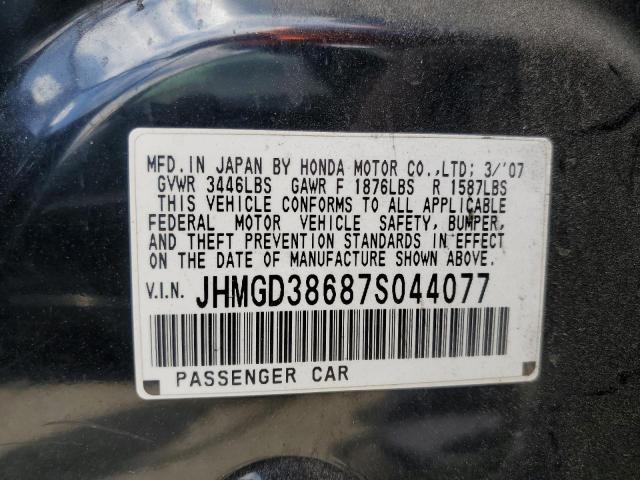 MFD. IN JAPAN BY HONDA MOTOR CO.,LTD; 3/'07
GVWR 3446LBS GAWR F 1876LBS R 1587LBS
THIS VEHICLE CONFORMS TO ALL APPLICABLE
FEDERAL MOTOR VEHICLE SAFETY, BUMPER,
AND THEFT PREVENTION STANDARDS IN EFFECT
ON THE DATE OF MANUFACTURE SHOWN ABOVE.
V.I.N. JHMGD38687S044077
PASSENGER CAR